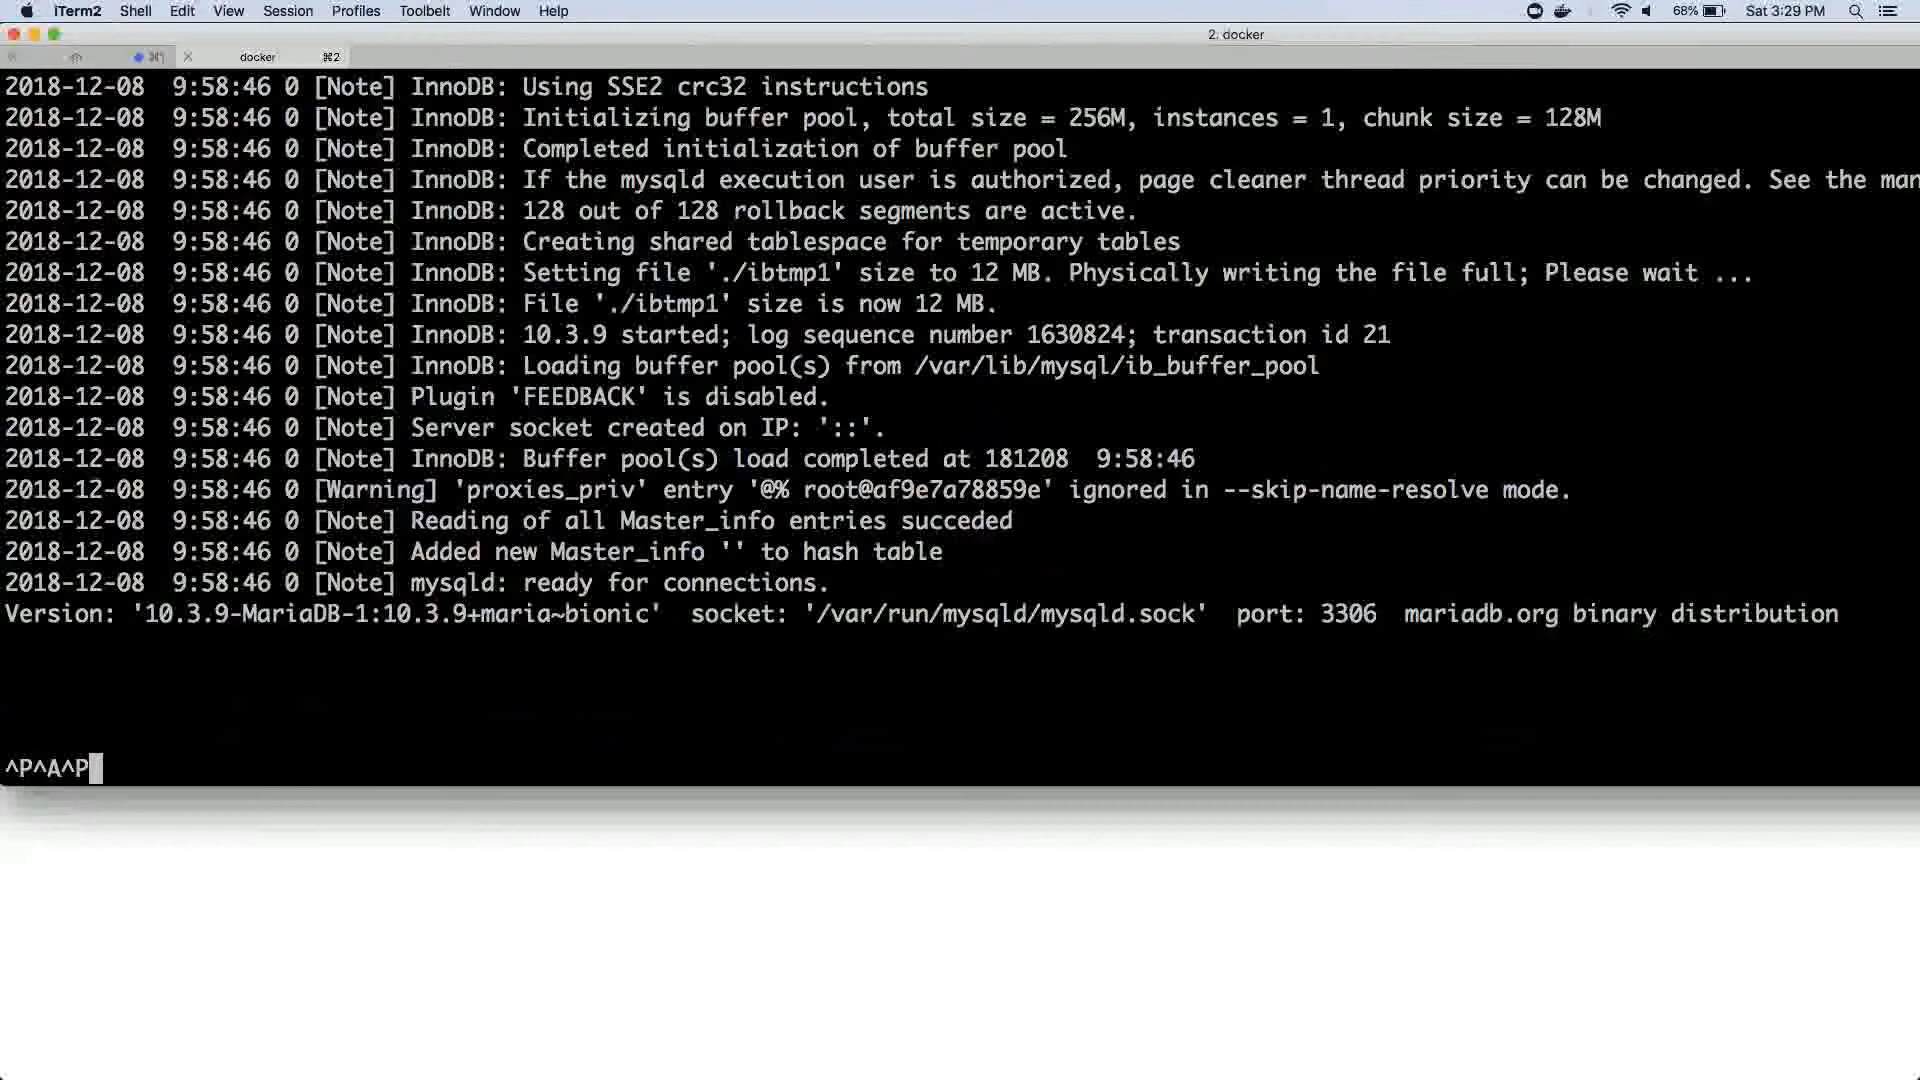 iTerm2 Shell Edit View Session Profiles Toolbelt Window Help 68% Sat 3:29 PM
2. docker
docker ⌘2
2018-12-08  9:58:46 0 [Note] InnoDB: Using SSE2 crc32 instructions
2018-12-08  9:58:46 0 [Note] InnoDB: Initializing buffer pool, total size = 256M, instances = 1, chunk size = 128M
2018-12-08  9:58:46 0 [Note] InnoDB: Completed initialization of buffer pool
2018-12-08  9:58:46 0 [Note] InnoDB: If the mysqld execution user is authorized, page cleaner thread priority can be changed. See the man
2018-12-08  9:58:46 0 [Note] InnoDB: 128 out of 128 rollback segments are active.
2018-12-08  9:58:46 0 [Note] InnoDB: Creating shared tablespace for temporary tables
2018-12-08  9:58:46 0 [Note] InnoDB: Setting file './ibtmp1' size to 12 MB. Physically writing the file full; Please wait ...
2018-12-08  9:58:46 0 [Note] InnoDB: File './ibtmp1' size is now 12 MB.
2018-12-08  9:58:46 0 [Note] InnoDB: 10.3.9 started; log sequence number 1630824; transaction id 21
2018-12-08  9:58:46 0 [Note] InnoDB: Loading buffer pool(s) from /var/lib/mysql/ib_buffer_pool
2018-12-08  9:58:46 0 [Note] Plugin 'FEEDBACK' is disabled.
2018-12-08  9:58:46 0 [Note] Server socket created on IP: '::'.
2018-12-08  9:58:46 0 [Note] InnoDB: Buffer pool(s) load completed at 181208  9:58:46
2018-12-08  9:58:46 0 [Warning] 'proxies_priv' entry '@% root@af9e7a78859e' ignored in --skip-name-resolve mode.
2018-12-08  9:58:46 0 [Note] Reading of all Master_info entries succeded
2018-12-08  9:58:46 0 [Note] Added new Master_info '' to hash table
2018-12-08  9:58:46 0 [Note] mysqld: ready for connections.
Version: '10.3.9-MariaDB-1:10.3.9+maria~bionic'  socket: '/var/run/mysqld/mysqld.sock'  port: 3306  mariadb.org binary distribution
^P^A^P